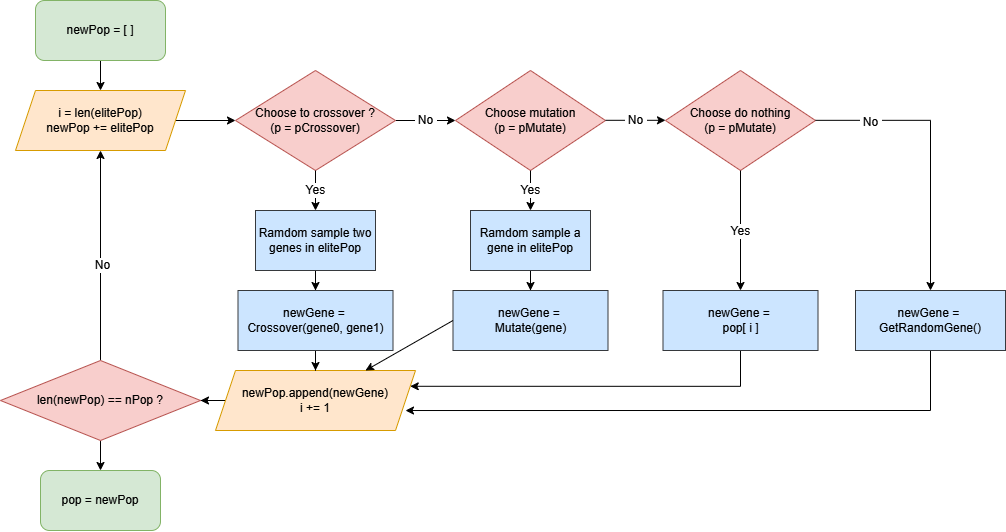 newPop = [ ]
i = len(elitePop)
newPop += elitePop
Choose to crossover ?
(p = pCrossover)
No
Choose mutation
(p = pMutate)
No
Choose do nothing
(p = pMutate)
No
Yes
Yes
Yes
Ramdom sample two
genes in elitePop
Ramdom sample a
gene in elitePop
No
newGene =
Crossover(gene0, gene1)
newGene =
Mutate(gene)
newGene =
pop[ i ]
newGene =
GetRandomGene()
len(newPop) == nPop ?
newPop.append(newGene)
i += 1
pop = newPop